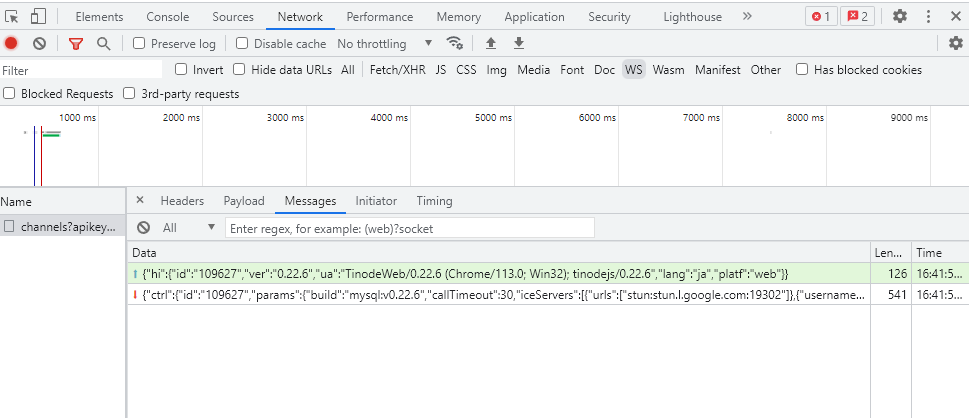 Elements Console Sources Network Performance Memory Application Security Lighthouse » 1 2
Preserve log Disable cache No throttling
Filter Invert Hide data URLs All Fetch/XHR JS CSS Img Media Font Doc WS Wasm Manifest Other Has blocked cookies
Blocked Requests 3rd-party requests
1000 ms 2000 ms 3000 ms 4000 ms 5000 ms 6000 ms 7000 ms 8000 ms 9000 ms
Name × Headers Payload Messages Initiator Timing
channels?apikey... All Enter regex, for example: (web)?socket
Data Len... Time
{"hi":{"id":"109627","ver":"0.22.6","ua":"TinodeWeb/0.22.6 (Chrome/113.0; Win32); tinodejs/0.22.6","lang":"ja","platf":"web"}} 126 16:41:5...
{"ctrl":{"id":"109627","params":{"build":"mysql:v0.22.6","callTimeout":30,"iceServers":[{"urls":["stun:stun.l.google.com:19302"]},{"username... 541 16:41:5...